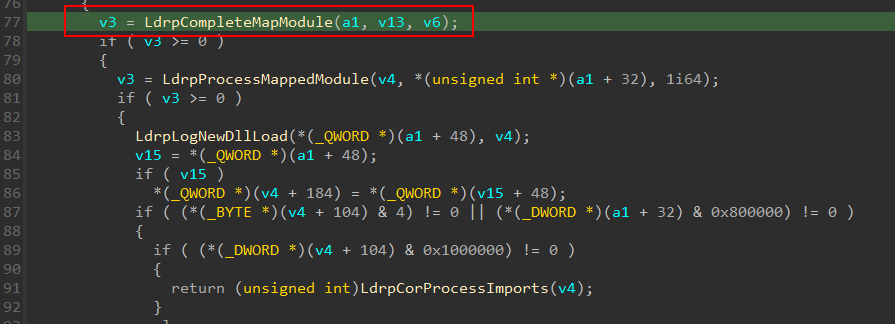 76 {
77 v3 = LdrpCompleteMapModule(a1, v13, v6);
78 if ( v3 >= 0 )
79 {
80 v3 = LdrpProcessMappedModule(v4, *(unsigned int *)(a1 + 32), 1i64);
81 if ( v3 >= 0 )
82 {
83 LdrpLogNewDllLoad(*(_QWORD *)(a1 + 48), v4);
84 v15 = *(_QWORD *)(a1 + 48);
85 if ( v15 )
86 *(_QWORD *)(v4 + 184) = *(_QWORD *)(v15 + 48);
87 if ( (*(_BYTE *)(v4 + 104) & 4) != 0 || (*(_DWORD *)(a1 + 32) & 0x800000) != 0 )
88 {
89 if ( (*(_DWORD *)(v4 + 104) & 0x1000000) != 0 )
90 {
91 return (unsigned int)LdrpCorProcessImports(v4);
92 }